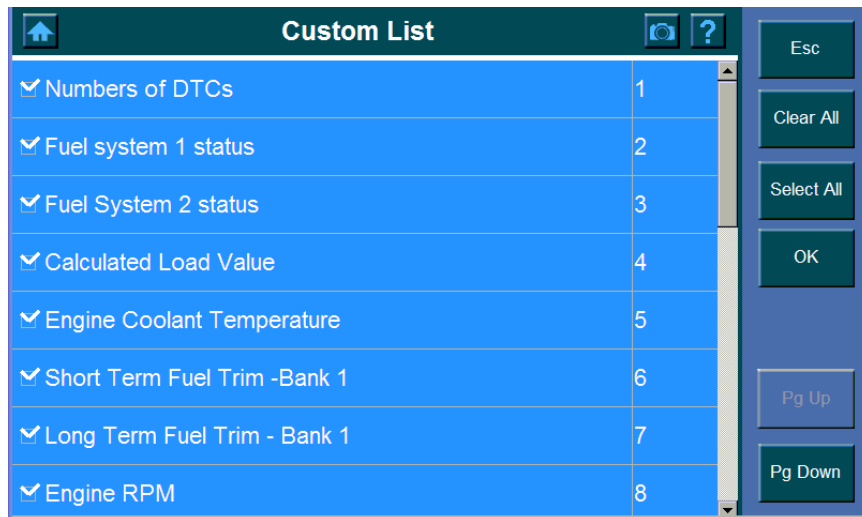 Custom List
?
Numbers of DTCs 1
Fuel system 1 status 2
Fuel System 2 status 3
Calculated Load Value 4
Engine Coolant Temperature 5
Short Term Fuel Trim -Bank 1 6
Long Term Fuel Trim - Bank 1 7
Engine RPM 8
Esc
Clear All
Select All
OK
Pg Up
Pg Down